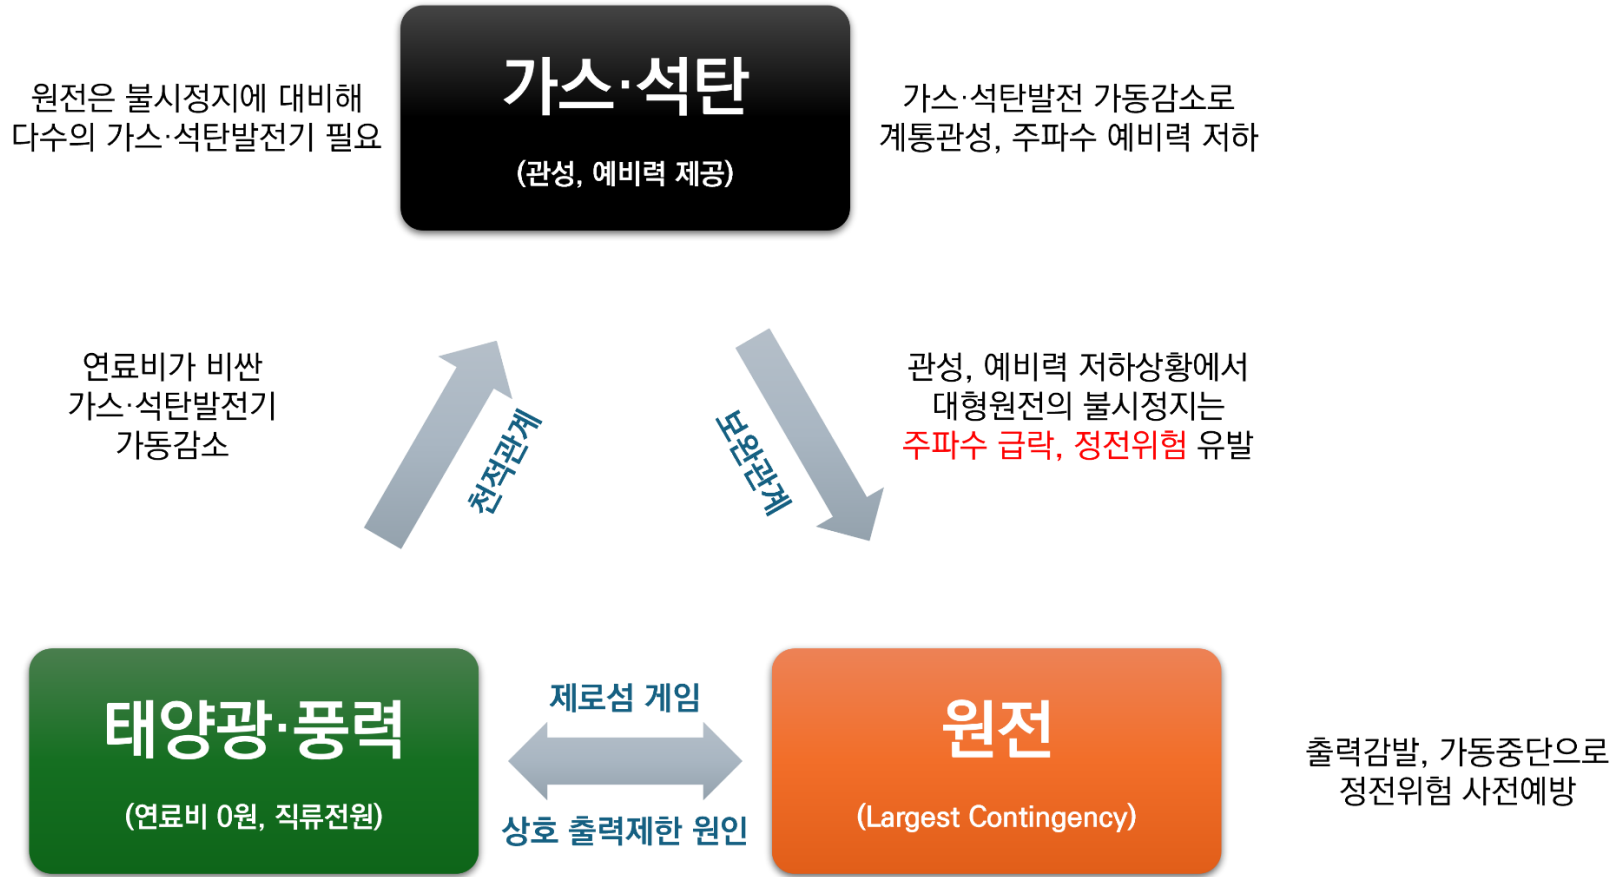 가스·석탄
(관성, 예비력 제공)
원전은 불시정지에 대비해
다수의 가스·석탄발전기 필요
가스·석탄발전 가동감소로
계통관성, 주파수 예비력 저하
연료비가 비싼
가스·석탄발전기
가동감소
천적관계
보완관계
관성, 예비력 저하상황에서
대형원전의 불시정지는
주파수 급락, 정전위험 유발
태양광·풍력
(연료비 0원, 직류전원)
제로섬 게임
상호 출력제한 원인
원전
(Largest Contingency)
출력감발, 가동중단으로
정전위험 사전예방